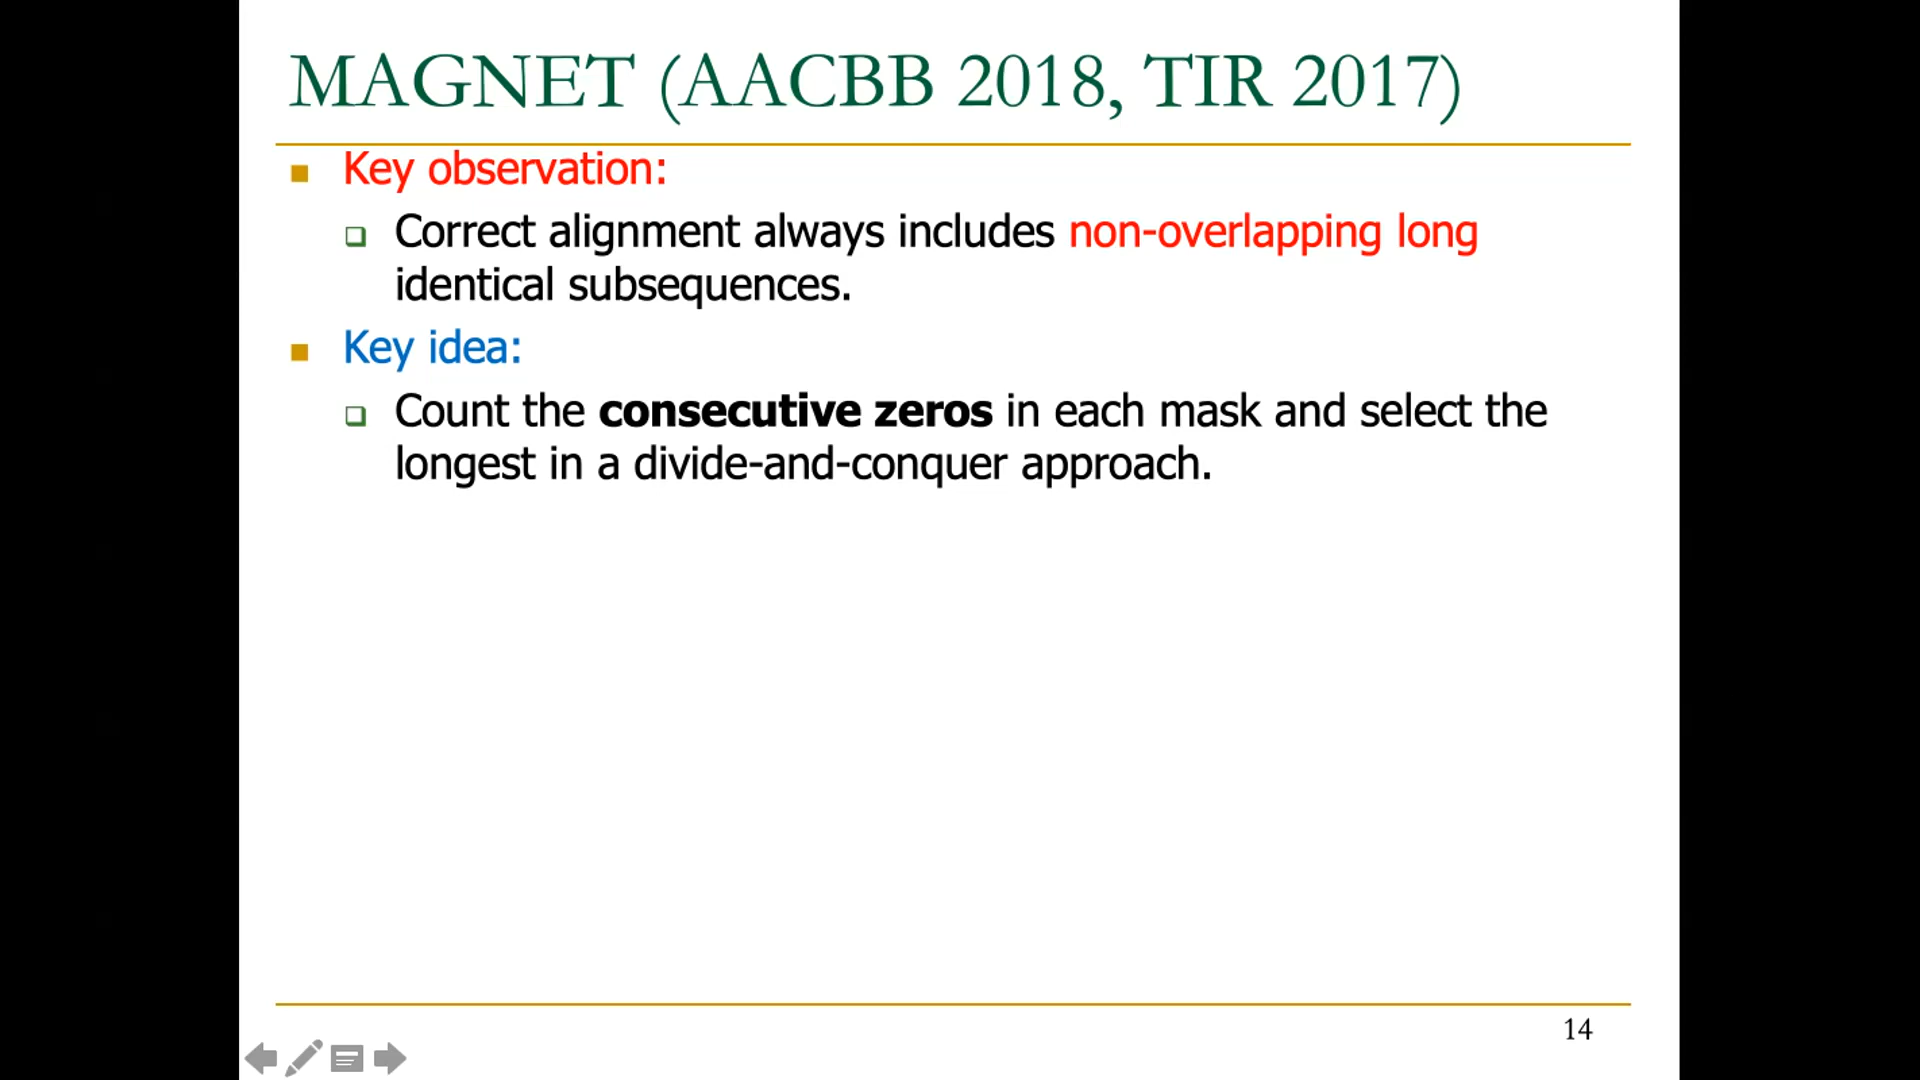 MAGNET (AACBB 2018, TIR 2017)
Key observation:
Correct alignment always includes non-overlapping long
identical subsequences.
Key idea:
Count the consecutive zeros in each mask and select the
longest in a divide-and-conquer approach.
14